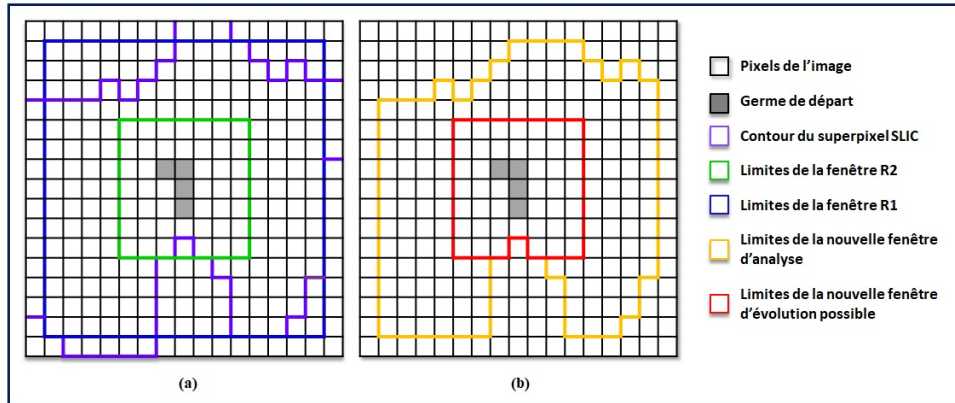 Pixels de l'image
Germe de départ
Contour du superpixel SLIC
Limites de la fenêtre R2
Limites de la fenêtre R1
Limites de la nouvelle fenêtre
d'analyse
Limites de la nouvelle fenêtre
d'évolution possible
(a)
(b)